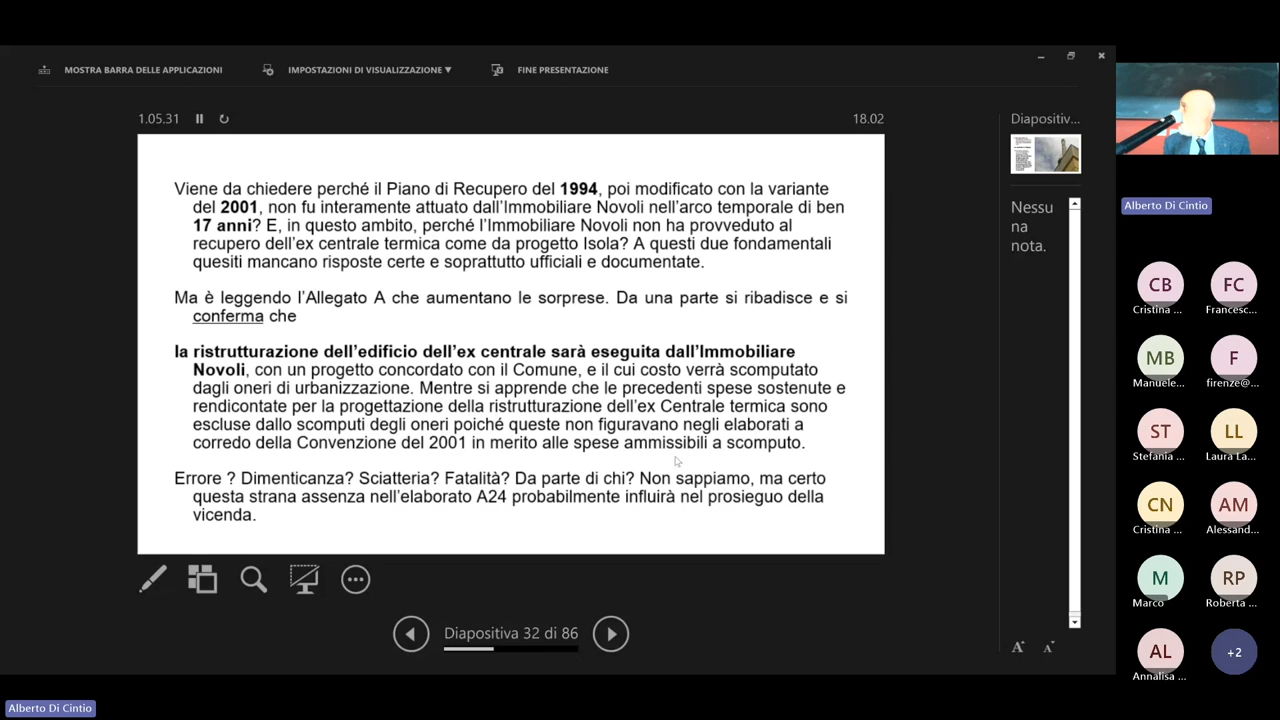 MOSTRA BARRA DELLE APPLICAZIONI
IMPOSTAZIONI DI VISUALIZZAZIONE ▼
FINE PRESENTAZIONE
1.05.31
18.02
Viene da chiedere perché il Piano di Recupero del 1994, poi modificato con la variante
del 2001, non fu interamente attuato dall'Immobiliare Novoli nell'arco temporale di ben
17 anni? E, in questo ambito, perché l'Immobiliare Novoli non ha provveduto al
recupero dell'ex centrale termica come da progetto Isola? A questi due fondamentali
quesiti mancano risposte certe e soprattutto ufficiali e documentate.
Ma è leggendo l'Allegato A che aumentano le sorprese. Da una parte si ribadisce e si
conferma che
la ristrutturazione dell'edificio dell'ex centrale sarà eseguita dall'Immobiliare
Novoli, con un progetto concordato con il Comune, e il cui costo verrà scomputato
dagli oneri di urbanizzazione. Mentre si apprende che le precedenti spese sostenute e
rendicontate per la progettazione della ristrutturazione dell'ex Centrale termica sono
escluse dallo scomputi degli oneri poiché queste non figuravano negli elaborati a
corredo della Convenzione del 2001 in merito alle spese ammissibili a scomputo.
Errore ? Dimenticanza? Sciatteria? Fatalità? Da parte di chi? Non sappiamo, ma certo
questa strana assenza nell'elaborato A24 probabilmente influirà nel prosieguo della
vicenda.
Diapositiva 32 di 86
Diapositiv...
Nessu
na
nota.
A A
Alberto Di Cintio
CB FC
Cristina ... Francesc...
MB F
Manuele... firenze@...
ST LL
Stefania ... Laura La...
CN AM
Cristina ... Alessand...
M RP
Marco Roberta ...
AL +2
Annalisa ...
Alberto Di Cintio